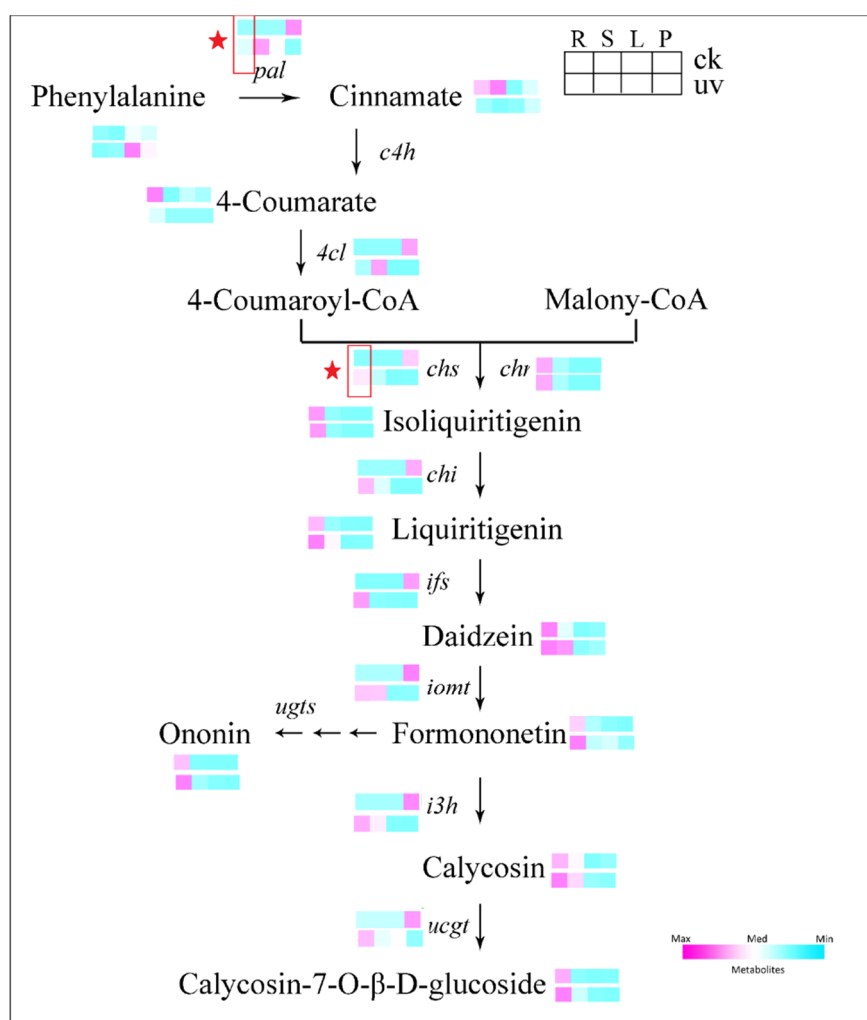 R S L P
ck
uv
pal
Phenylalanine
Cinnamate
c4h
4-Coumarate
4cl
4-Coumaroyl-CoA
Malony-CoA
chs
chr
Isoliquiritigenin
chi
Liquiritigenin
ifs
Daidzein
iomt
ugts
Ononin
Formononetin
i3h
Calycosin
ucgt
Max Med Min
Metabolites
Calycosin-7-O-β-D-glucoside